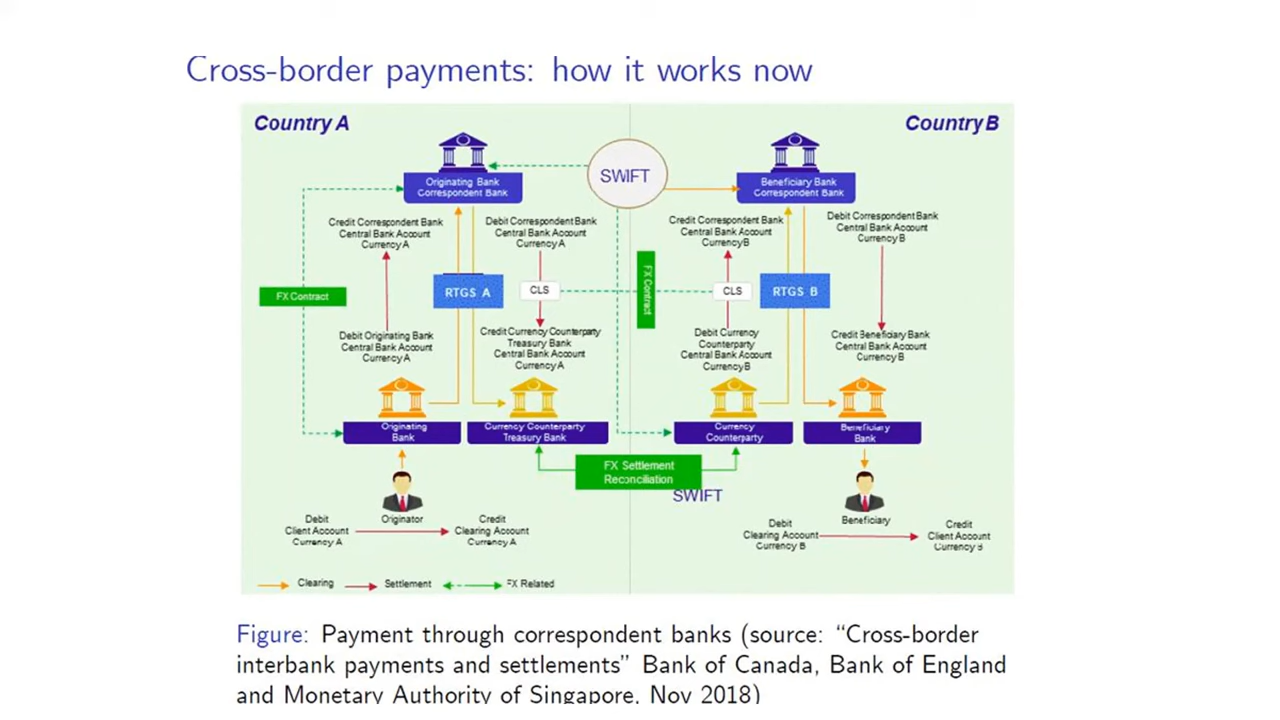 Cross-border payments: how it works now
Country A
Country B
SWIFT
Originating Bank
Correspondent Bank
Beneficiary Bank
Correspondent Bank
Credit Correspondent Bank
Central Bank Account
Currency A
Debit Correspondent Bank
Central Bank Account
Currency A
Credit Correspondent Bank
Central Bank Account
Currency B
Debit Correspondent Bank
Central Bank Account
Currency B
FX Contract
RTGS A
CLS
FX Contract
CLS
RTGS B
Debit Originating Bank
Central Bank Account
Currency A
Credit Currency Counterparty
Treasury Bank
Central Bank Account
Currency A
Debit Currency
Counterparty
Central Bank Account
Currency B
Credit Beneficiary Bank
Central Bank Account
Currency B
Originating
Bank
Currency Counterparty
Treasury Bank
Currency
Counterparty
Beneficiary
Bank
FX Settlement
Reconciliation
SWIFT
Originator
Beneficiary
Debit
Client Account
Currency A
Credit
Clearing Account
Currency A
Debit
Clearing Account
Currency B
Credit
Client Account
Currency B
Clearing
Settlement
FX Related
Figure: Payment through correspondent banks (source: “Cross-border
interbank payments and settlements” Bank of Canada, Bank of England
and Monetary Authority of Singapore, Nov 2018)